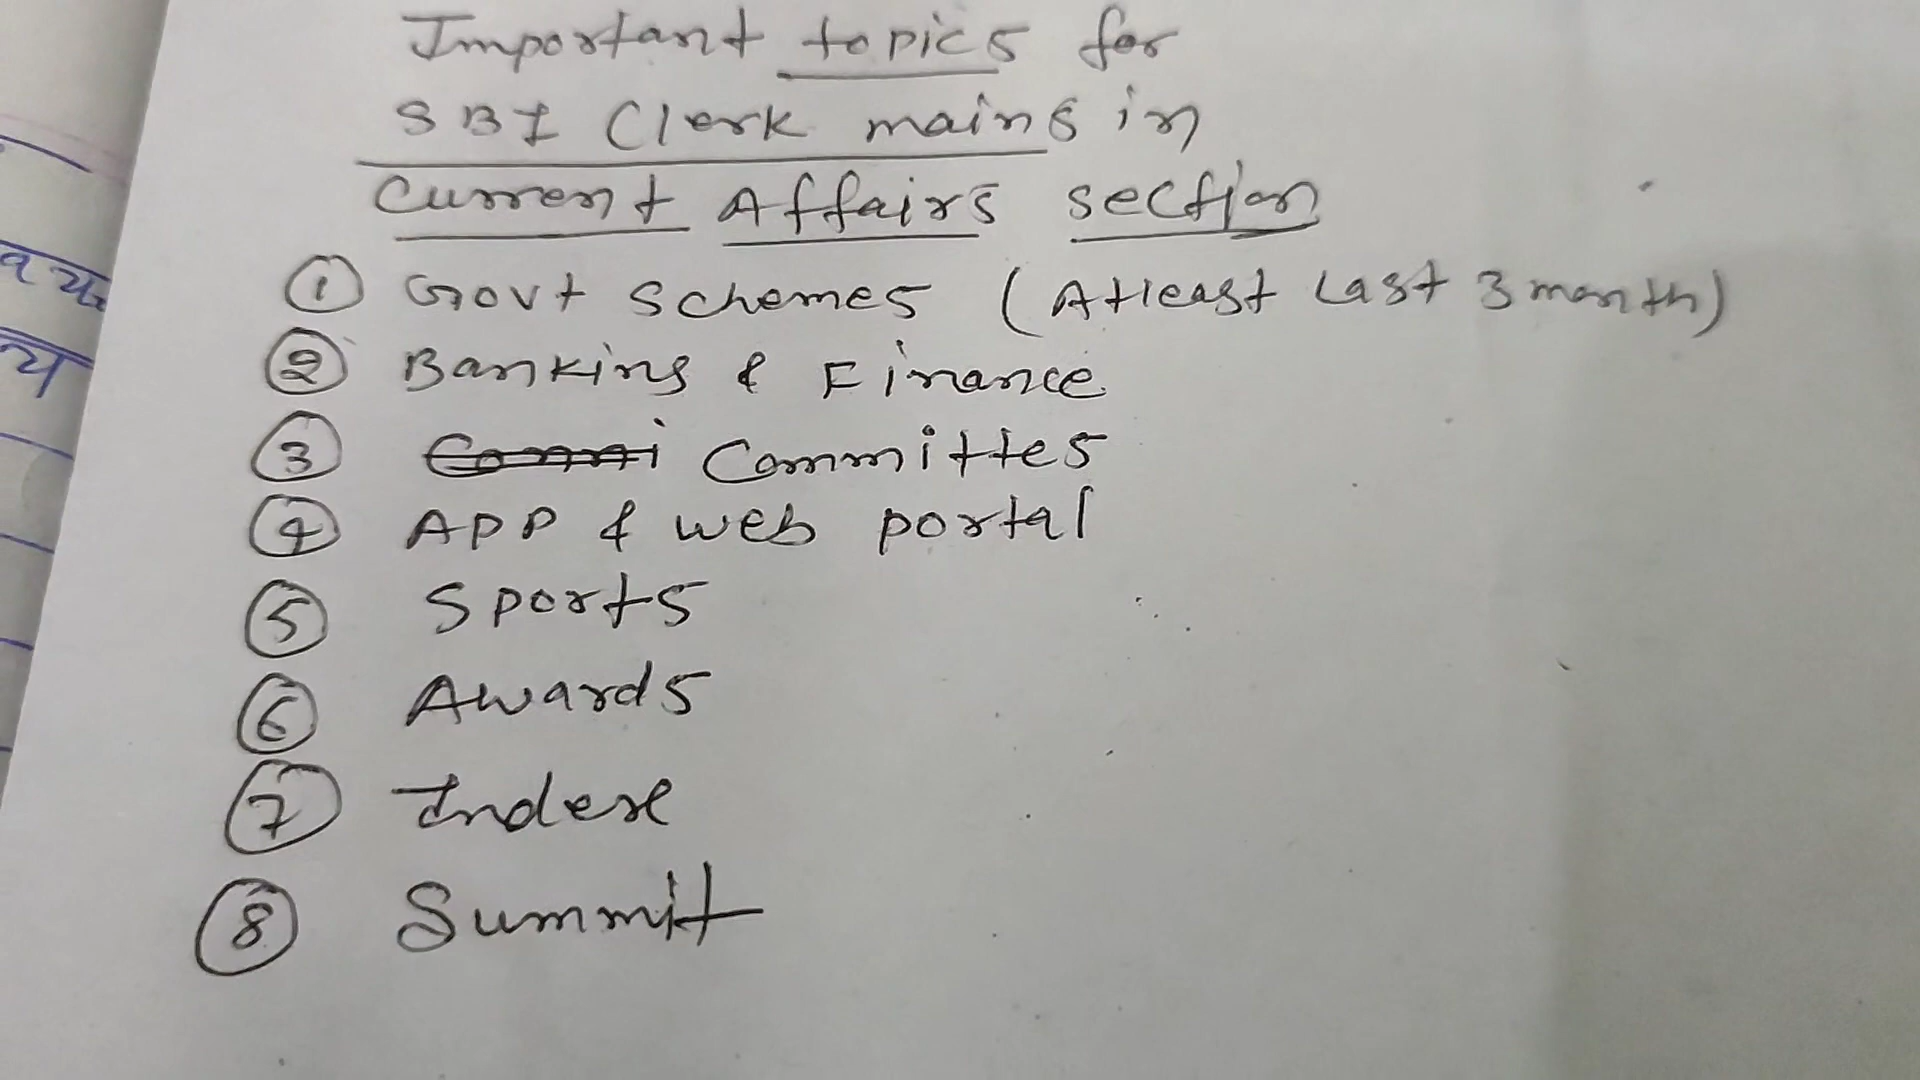 Important topics for
SBI Clerk mains in
Current Affairs section
① Govt Schemes (Atleast Last 3 month)
② Banking & Finance
③ Committes
④ APP & Web portal
⑤ Sports
⑥ Awards
⑦ Index
⑧ Summit